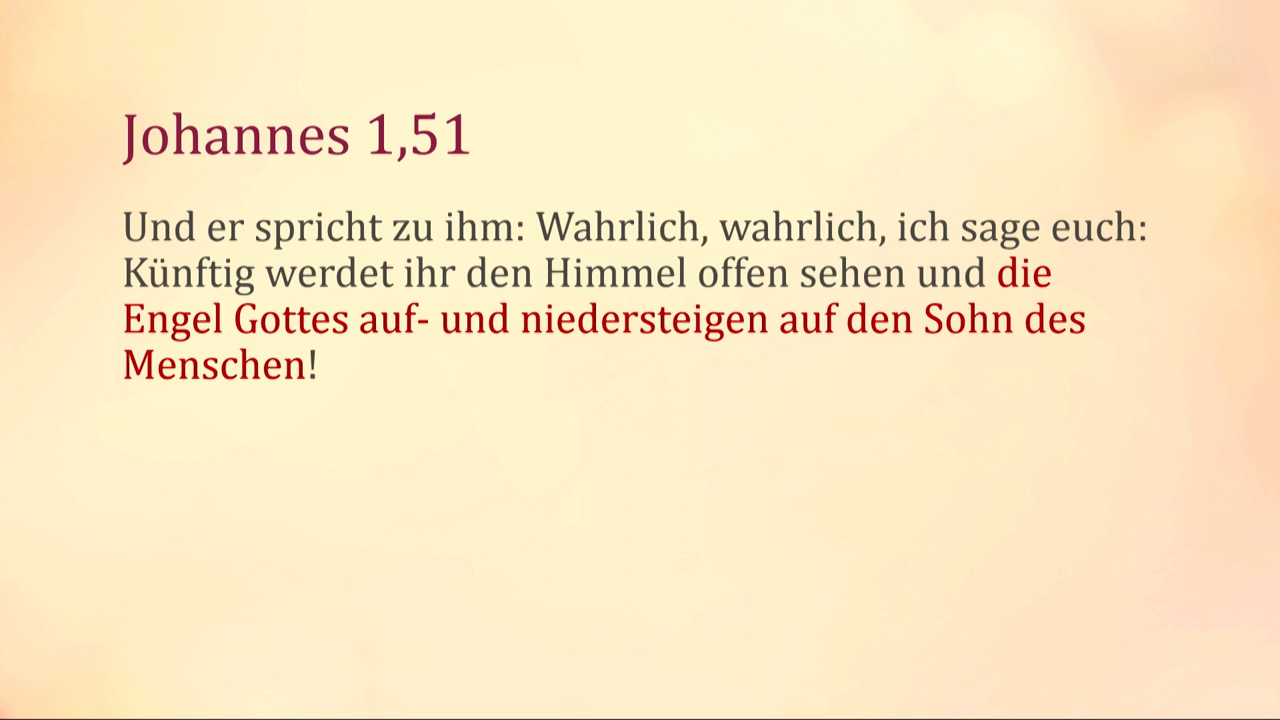 Johannes 1,51
Und er spricht zu ihm: Wahrlich, wahrlich, ich sage euch:
Künftig werdet ihr den Himmel offen sehen und die
Engel Gottes auf- und niedersteigen auf den Sohn des
Menschen!